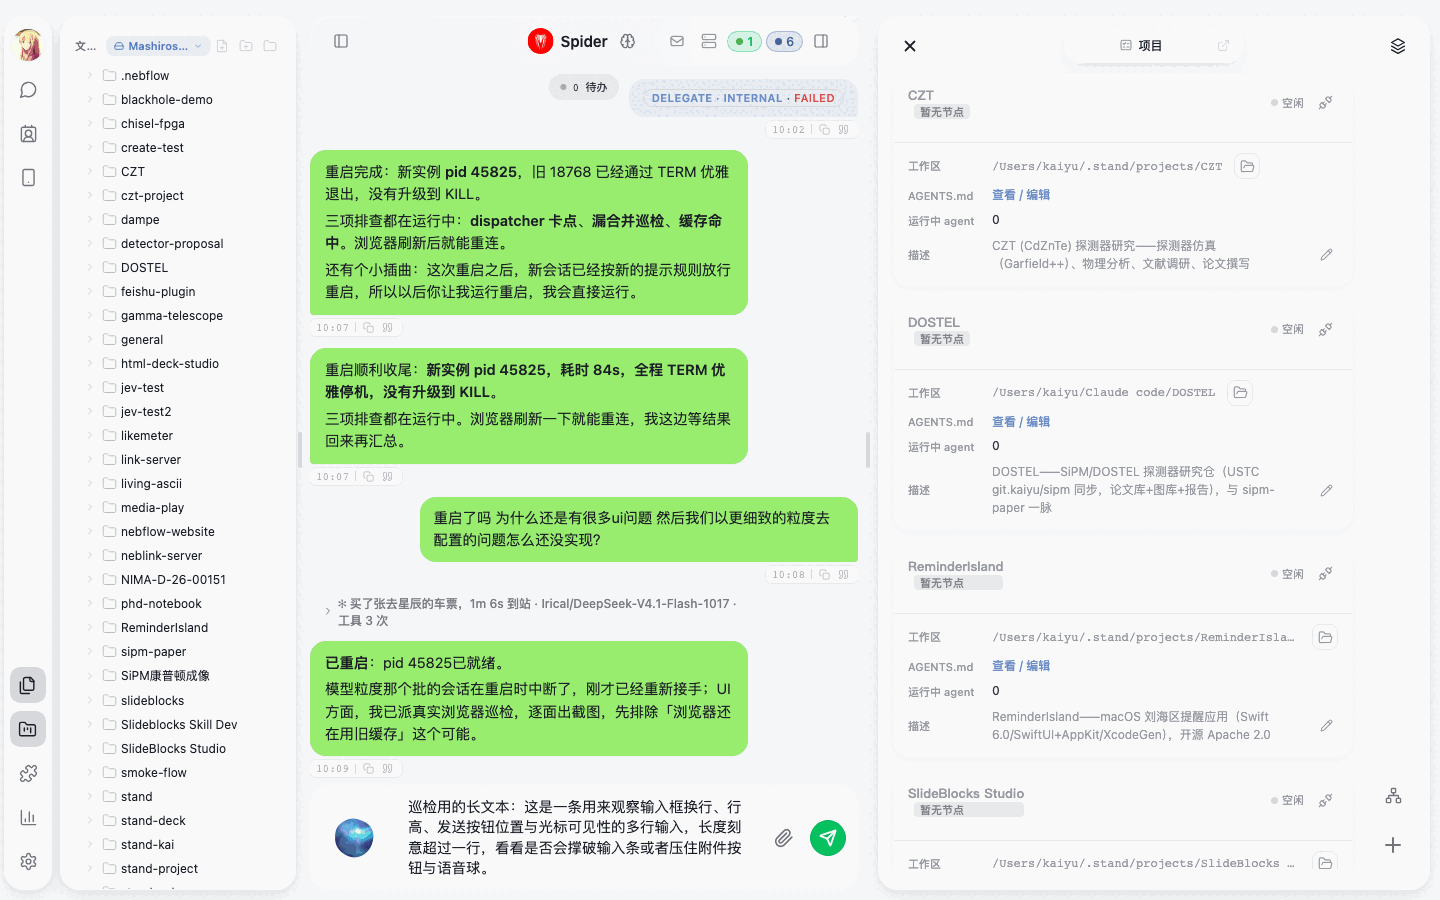 文...
Mashiros...
.nebflow
blackhole-demo
chisel-fpga
create-test
CZT
czt-project
dampe
detector-proposal
DOSTEL
feishu-plugin
gamma-telescope
general
html-deck-studio
jev-test
jev-test2
likemeter
link-server
living-ascii
media-play
nebflow-website
neblink-server
NIMA-D-26-00151
phd-notebook
ReminderIsland
sipm-paper
SiPM康普顿成像
slideblocks
Slideblocks Skill Dev
SlideBlocks Studio
smoke-flow
stand
stand-deck
stand-kai
stand-project
Spider
1
6
0 待办
DELEGATE · INTERNAL · FAILED
10:02
重启完成：新实例 pid 45825，旧 18768 已经通过 TERM 优雅
退出，没有升级到 KILL。
三项排查都在运行中：dispatcher 卡点、漏合并巡检、缓存命
中。浏览器刷新后就能重连。
还有个小插曲：这次重启之后，新会话已经按新的提示规则放行
重启，所以以后你让我运行重启，我会直接运行。
10:07
重启顺利收尾：新实例 pid 45825，耗时 84s，全程 TERM 优
雅停机，没有升级到 KILL。
三项排查都在运行中。浏览器刷新一下就能重连，我这边等结果
回来再汇总。
10:07
重启了吗 为什么还是有很多ui问题 然后我们以更细致的粒度去
配置的问题怎么还没实现?
10:08
✻ 买了张去星辰的车票，1m 6s 到站 · lrical/DeepSeek-V4.1-Flash-1017 ·
工具 3 次
已重启：pid 45825已就绪。
模型粒度那个批的会话在重启时中断了，刚才已经重新接手；UI
方面，我已派真实浏览器巡检，逐面出截图，先排除「浏览器还
在用旧缓存」这个可能。
10:09
巡检用的长文本：这是一条用来观察输入框换行、行
高、发送按钮位置与光标可见性的多行输入，长度刻
意超过一行，看看是否会撑破输入条或者压住附件按
钮与语音球。
项目
CZT
暂无节点
空闲
工作区
/Users/kaiyu/.stand/projects/CZT
AGENTS.md
查看 / 编辑
运行中 agent
0
描述
CZT (CdZnTe) 探测器研究——探测器仿真
（Garfield++）、物理分析、文献调研、论文撰写
DOSTEL
暂无节点
空闲
工作区
/Users/kaiyu/Claude code/DOSTEL
AGENTS.md
查看 / 编辑
运行中 agent
0
描述
DOSTEL——SiPM/DOSTEL 探测器研究仓（USTC
git.kaiyu/sipm 同步，论文库+图库+报告），与 sipm-
paper 一脉
ReminderIsland
暂无节点
空闲
工作区
/Users/kaiyu/.stand/projects/ReminderIsla…
AGENTS.md
查看 / 编辑
运行中 agent
0
描述
ReminderIsland——macOS 刘海区提醒应用（Swift
6.0/SwiftUI+AppKit/XcodeGen），开源 Apache 2.0
SlideBlocks Studio
暂无节点
空闲
工作区
/Users/kaiyu/.stand/projects/SlideBlocks …